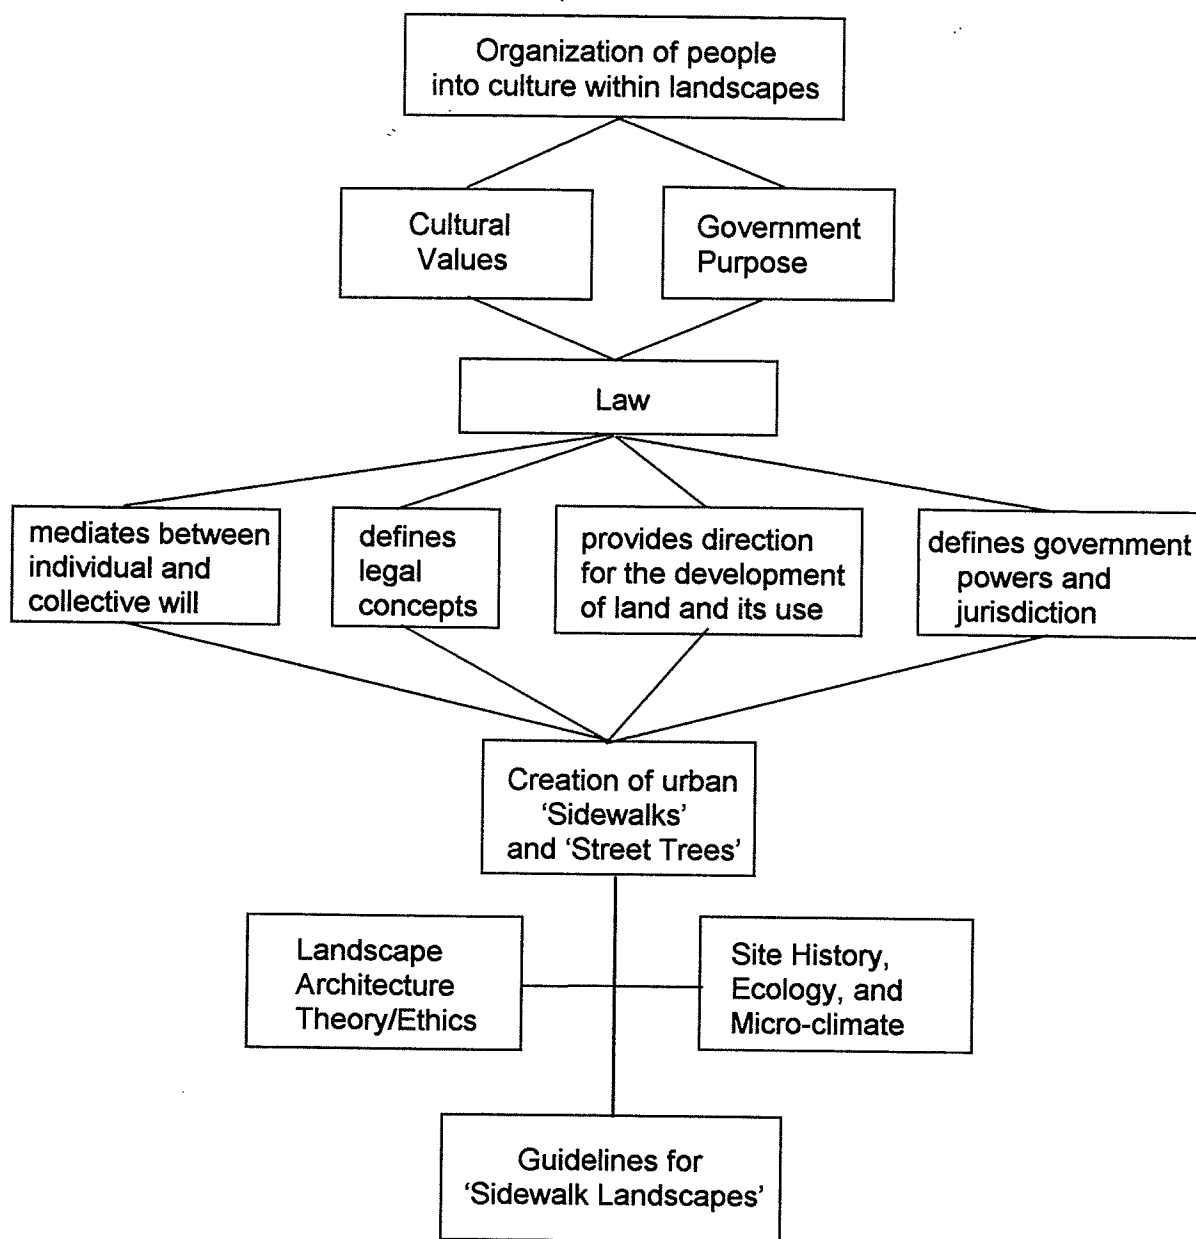 Organization of people
into culture within landscapes
Cultural
Values
Government
Purpose
Law
mediates between
individual and
collective will
defines
legal
concepts
provides direction
for the development
of land and its use
defines government
powers and
jurisdiction
Creation of urban
‘Sidewalks’
and ‘Street Trees’
Landscape
Architecture
Theory/Ethics
Site History,
Ecology, and
Micro-climate
Guidelines for
‘Sidewalk Landscapes’